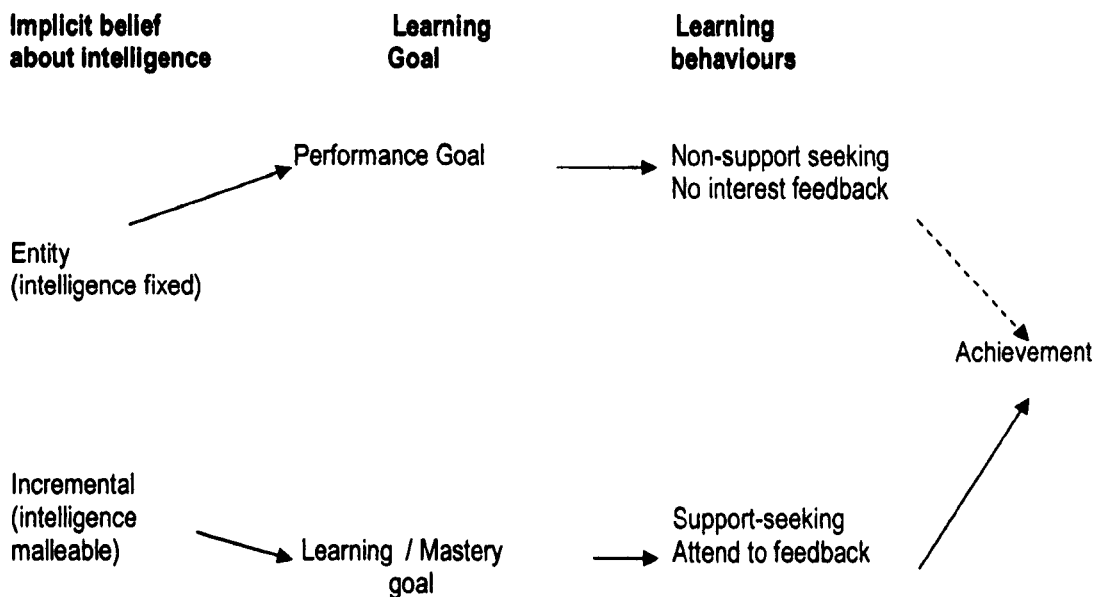 Implicit belief
about intelligence
Learning
Goal
Learning
behaviours
Performance Goal
Non-support seeking
No interest feedback
Entity
(intelligence fixed)
Achievement
Incremental
(intelligence
malleable)
Learning / Mastery
goal
Support-seeking
Attend to feedback